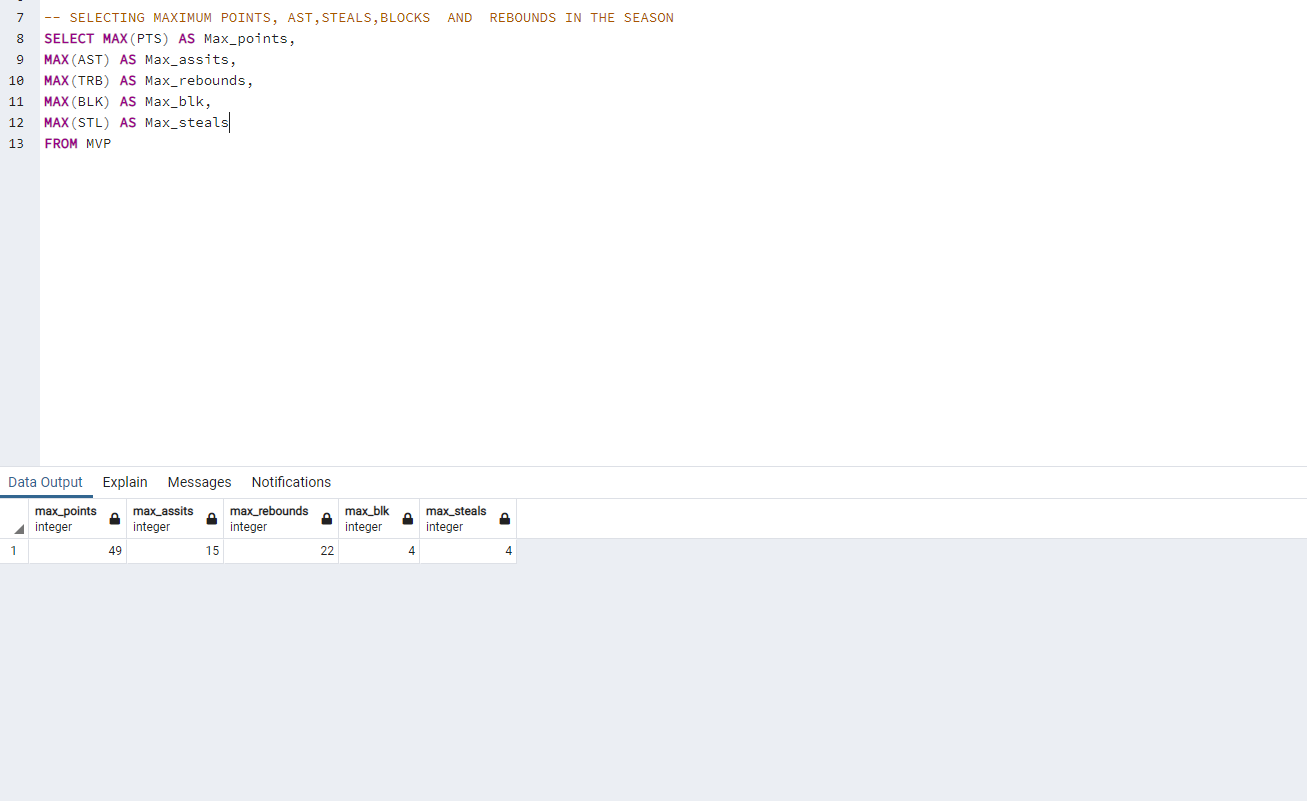 7 -- SELECTING MAXIMUM POINTS, AST,STEALS,BLOCKS  AND  REBOUNDS IN THE SEASON
8 SELECT MAX(PTS) AS Max_points,
9 MAX(AST) AS Max_assits,
10 MAX(TRB) AS Max_rebounds,
11 MAX(BLK) AS Max_blk,
12 MAX(STL) AS Max_steals
13 FROM MVP
Data Output Explain Messages Notifications
max_points max_assits max_rebounds max_blk max_steals
integer integer integer integer integer
1 49 15 22 4 4